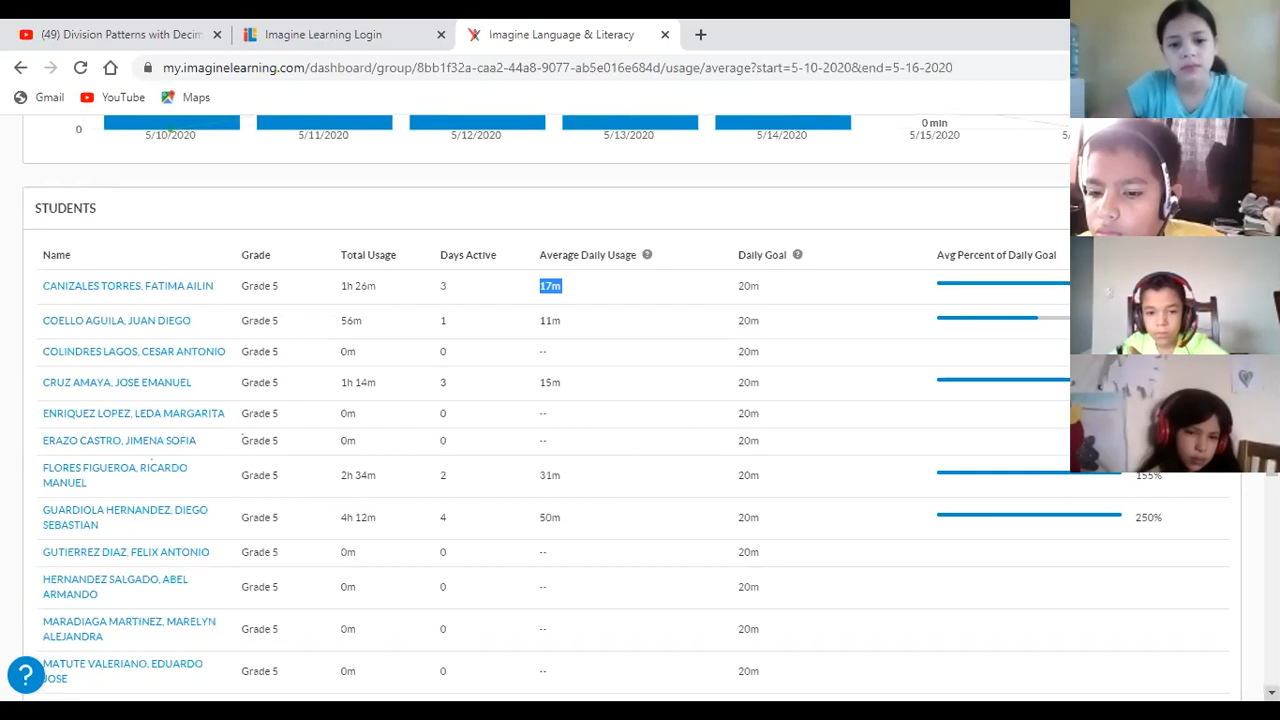 (49) Division Patterns with Decim
Imagine Learning Login
Imagine Language & Literacy
my.imaginelearning.com/dashboard/group/8bb1f32a-caa2-44a8-9077-ab5e016e684d/usage/average?start=5-10-2020&end=5-16-2020
Gmail YouTube Maps
0
0 min
5/10/2020 5/11/2020 5/12/2020 5/13/2020 5/14/2020 5/15/2020 5/
STUDENTS
Name Grade Total Usage Days Active Average Daily Usage ? Daily Goal ? Avg Percent of Daily Goal
CANIZALES TORRES, FATIMA AILIN Grade 5 1h 26m 3 17m 20m
COELLO AGUILA, JUAN DIEGO Grade 5 56m 1 11m 20m
COLINDRES LAGOS, CESAR ANTONIO Grade 5 0m 0 -- 20m
CRUZ AMAYA, JOSE EMANUEL Grade 5 1h 14m 3 15m 20m
ENRIQUEZ LOPEZ, LEDA MARGARITA Grade 5 0m 0 -- 20m
ERAZO CASTRO, JIMENA SOFIA Grade 5 0m 0 -- 20m
FLORES FIGUEROA, RICARDO
MANUEL Grade 5 2h 34m 2 31m 20m 155%
GUARDIOLA HERNANDEZ, DIEGO
SEBASTIAN Grade 5 4h 12m 4 50m 20m 250%
GUTIERREZ DIAZ, FELIX ANTONIO Grade 5 0m 0 -- 20m
HERNANDEZ SALGADO, ABEL
ARMANDO Grade 5 0m 0 -- 20m
MARADIAGA MARTINEZ, MARELYN
ALEJANDRA Grade 5 0m 0 -- 20m
MATUTE VALERIANO, EDUARDO
JOSE Grade 5 0m 0 -- 20m
?